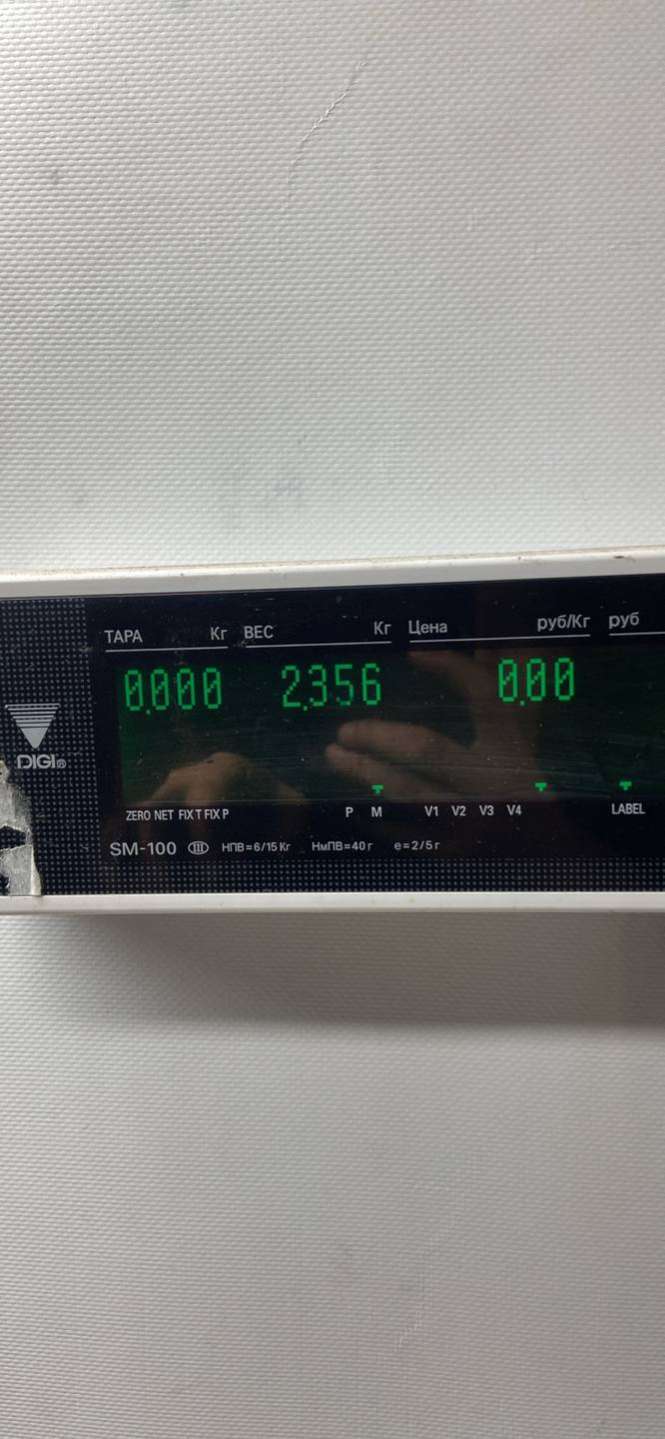 ТАРА Кг ВЕС Кг Цена руб/Кг руб
0.000 2.356 0.00
DIGI®
ZERO NET FIX T FIX P P M V1 V2 V3 V4 LABEL
SM-100 III НПВ=6/15 Кг НмПВ=40 г e=2/5 г